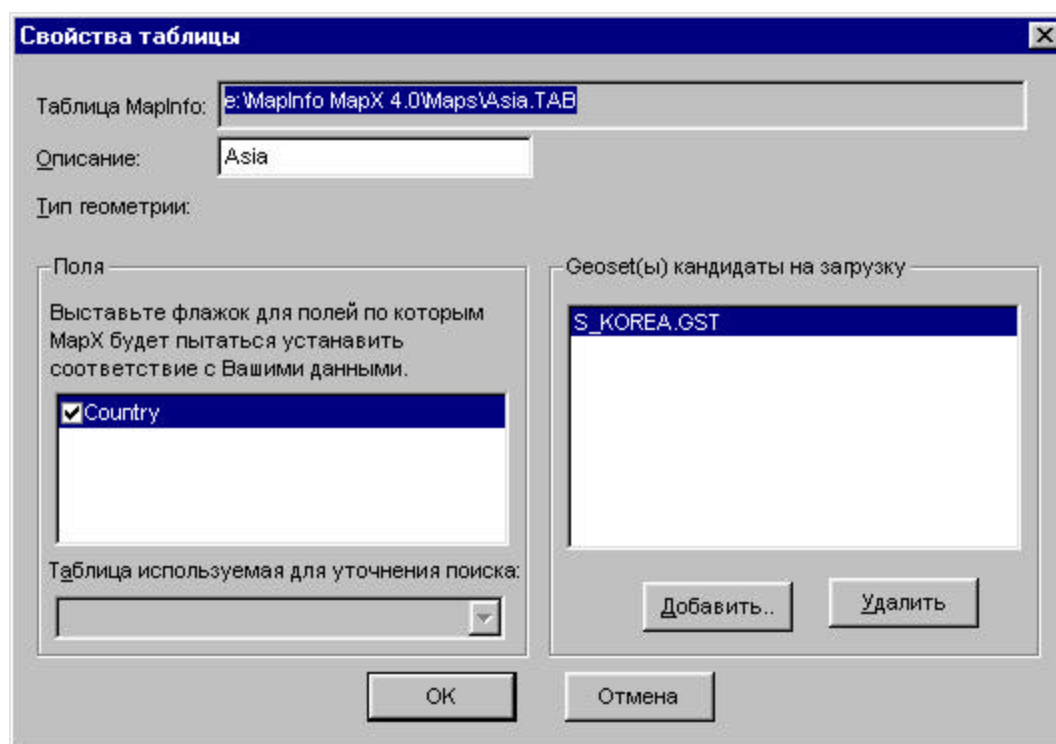 Свойства таблицы
Таблица MapInfo: e:\MapInfo MapX 4.0\Maps\Asia.TAB
Описание: Asia
Тип геометрии:
Поля
Выставьте флажок для полей по которым
MapX будет пытаться устанавить
соответствие с Вашими данными.
Country
Таблица используемая для уточнения поиска:
Geoset(ы) кандидаты на загрузку
S_KOREA.GST
Добавить..
Удалить
OK
Отмена